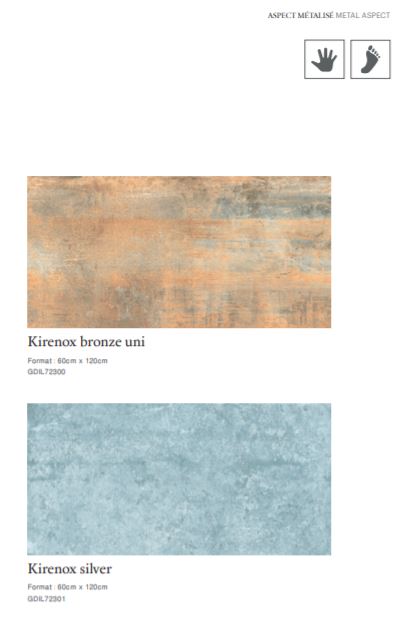 ASPECT MÉTALISÉ METAL ASPECT
Kirenox bronze uni
Format : 60cm x 120cm
GDIL72300
Kirenox silver
Format : 60cm x 120cm
GDIL72301